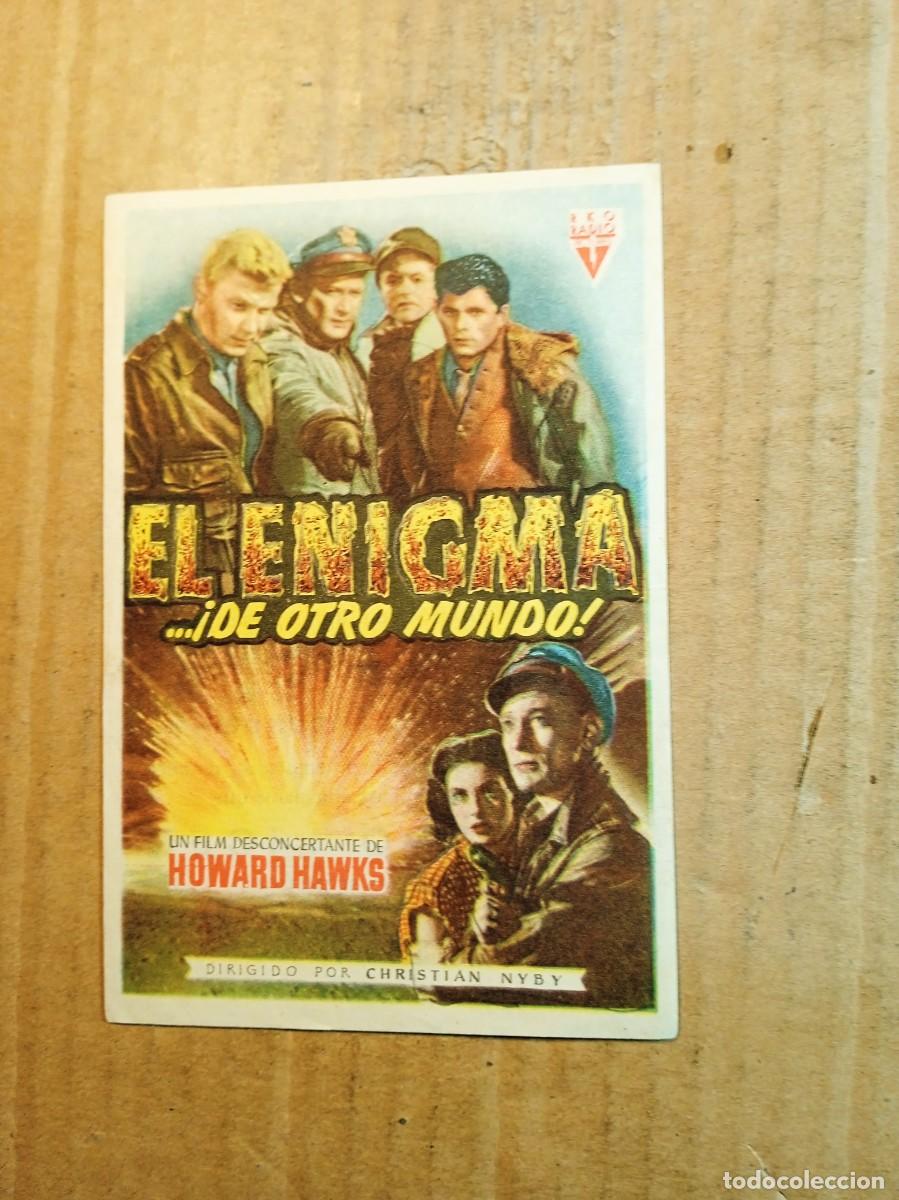 RKO
RADIO
EL ENIGMA
...¡DE OTRO MUNDO!
UN FILM DESCONCERTANTE DE
HOWARD HAWKS
DIRIGIDO POR CHRISTIAN NYBY
todocoleccion